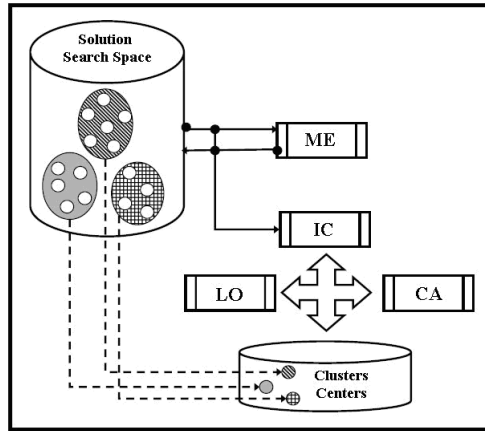 Solution
Search Space
ME
IC
LO
CA
Clusters
Centers